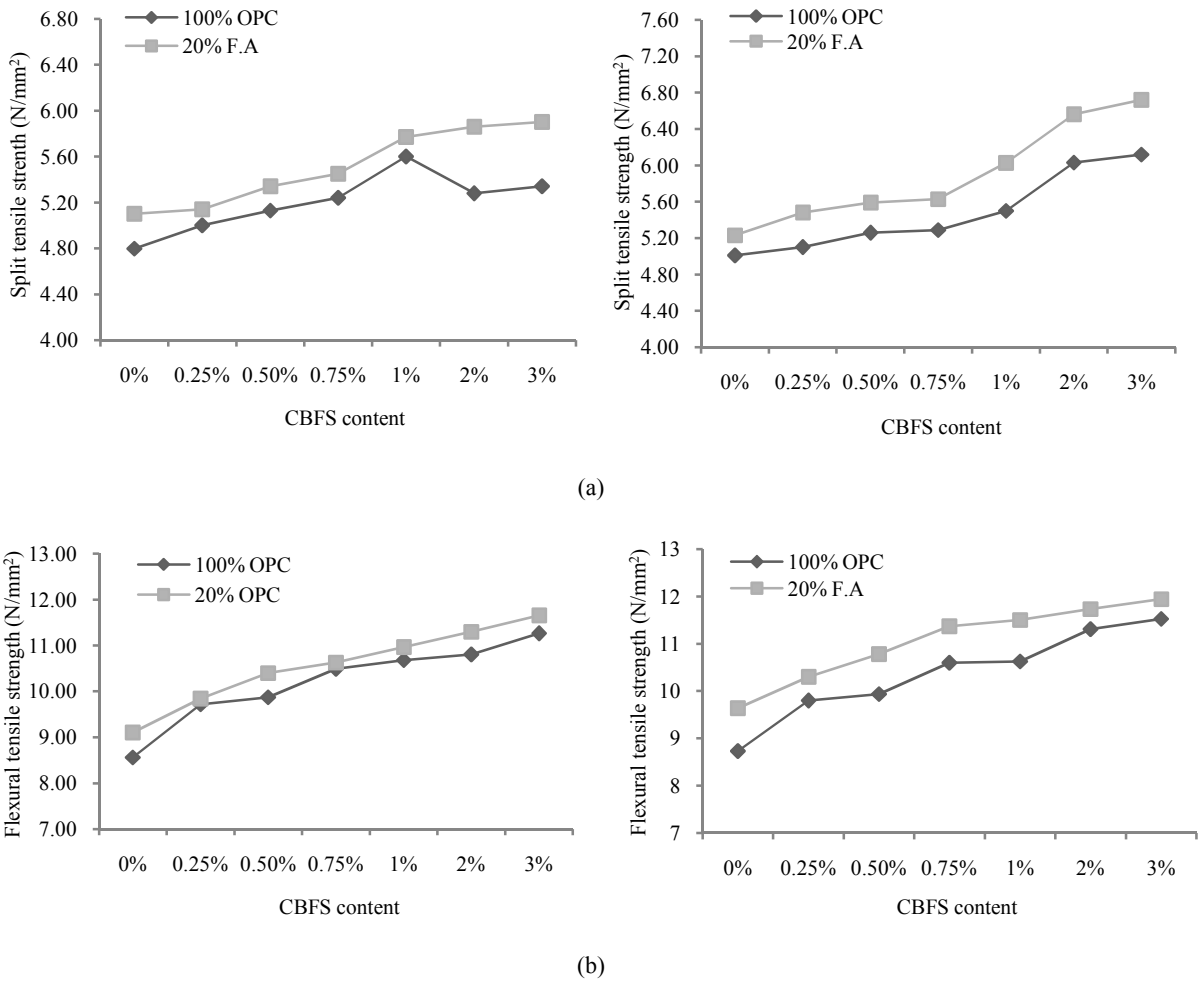 6.80
6.40
6.00
5.60
5.20
4.80
4.40
4.00
Split tensile strenth (N/mm²)
100% OPC
20% F.A
0% 0.25% 0.50% 0.75% 1% 2% 3%
CBFS content
7.60
7.20
6.80
6.40
6.00
5.60
5.20
4.80
4.40
4.00
Split tensile strength (N/mm²)
100% OPC
20% F.A
0% 0.25% 0.50% 0.75% 1% 2% 3%
CBFS content
(a)
13.00
12.00
11.00
10.00
9.00
8.00
7.00
Flexural tensile strength (N/mm²)
100% OPC
20% OPC
0% 0.25% 0.50% 0.75% 1% 2% 3%
CBFS content
13
12
11
10
9
8
7
Flexural tensile strength (N/mm²)
100% OPC
20% F.A
0% 0.25% 0.50% 0.75% 1% 2% 3%
CBFS content
(b)